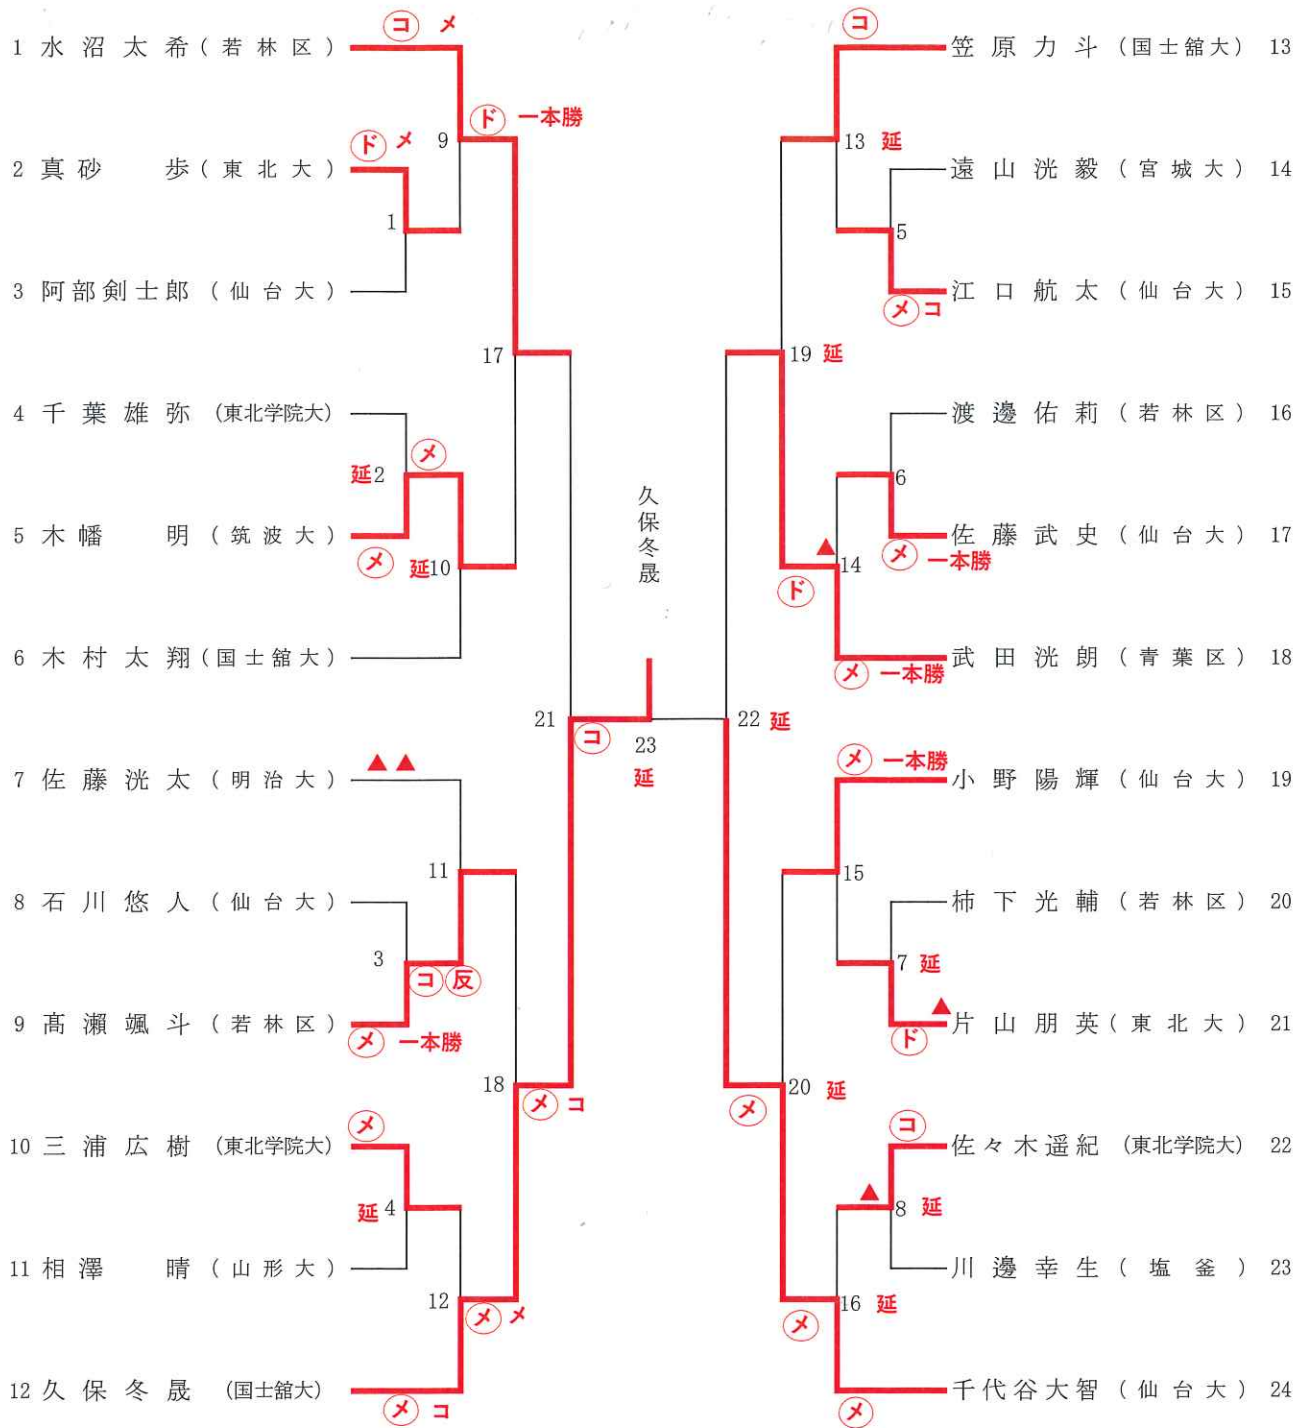 コ メ
コ
1 水沼太希(若林区)
笠原力斗(国士舘大) 13
ド 一本勝
9
13 延
ド メ
2 真砂 歩(東北大)
遠山洸毅(宮城大) 14
1
5
3 阿部剣士郎(仙台大)
江口航太(仙台大) 15
メ コ
17
19 延
4 千葉雄弥(東北学院大)
渡邊佑莉(若林区) 16
メ
延2
6
久保冬晟
5 木幡 明(筑波大)
佐藤武史(仙台大) 17
メ
メ 一本勝
▲
延10
14
ド
6 木村太翔(国士舘大)
武田洸朗(青葉区) 18
メ 一本勝
21
コ
23
延
22 延
▲▲
メ 一本勝
7 佐藤洸太(明治大)
小野陽輝(仙台大) 19
11
15
8 石川悠人(仙台大)
柿下光輔(若林区) 20
3
コ 反
7 延
▲
9 髙瀨颯斗(若林区)
片山朋英(東北大) 21
メ 一本勝
ド
18
メ コ
メ
20 延
メ
コ
10 三浦広樹(東北学院大)
佐々木遥紀(東北学院大) 22
▲
延4
8 延
11 相澤 晴(山形大)
川邊幸生(塩釜) 23
12
メ メ
メ
16 延
12 久保冬晟(国士舘大)
千代谷大智(仙台大) 24
メ コ
メ